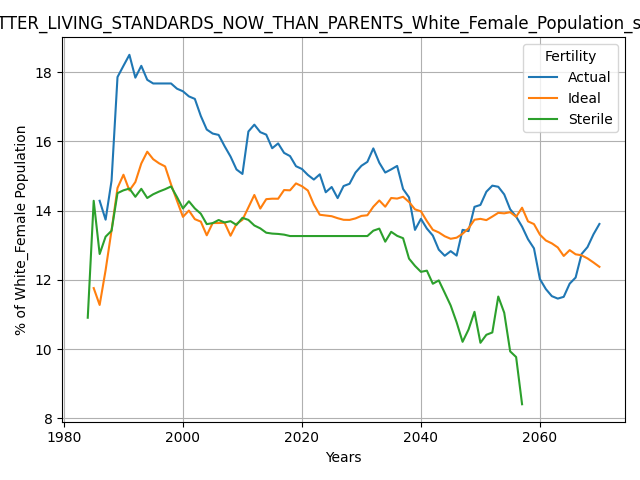 TTER_LIVING_STANDARDS_NOW_THAN_PARENTS_White_Female_Population_s
Fertility
Actual
Ideal
Sterile
% of White_Female Population
18
16
14
12
10
8
1980
2000
2020
2040
2060
Years